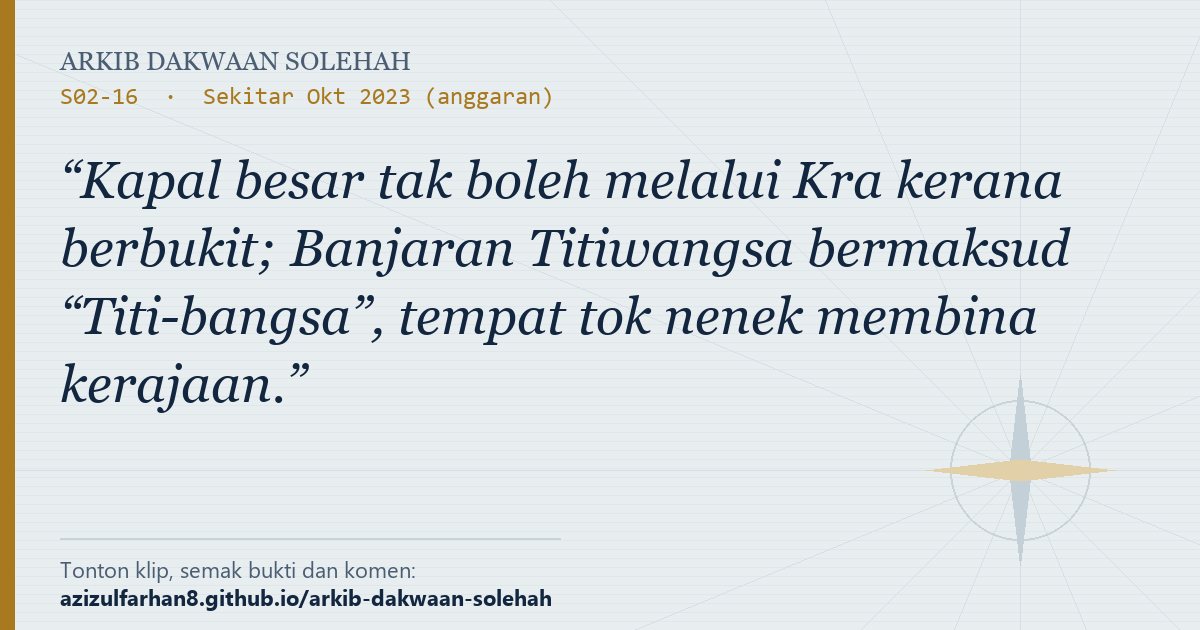 ARKIB DAKWAAN SOLEHAH
S02-16 · Sekitar Okt 2023 (anggaran)
“Kapal besar tak boleh melalui Kra kerana
berbukit; Banjaran Titiwangsa bermaksud
“Titi-bangsa”, tempat tok nenek membina
kerajaan.”
Tonton klip, semak bukti dan komen:
azizulfarhan8.github.io/arkib-dakwaan-solehah